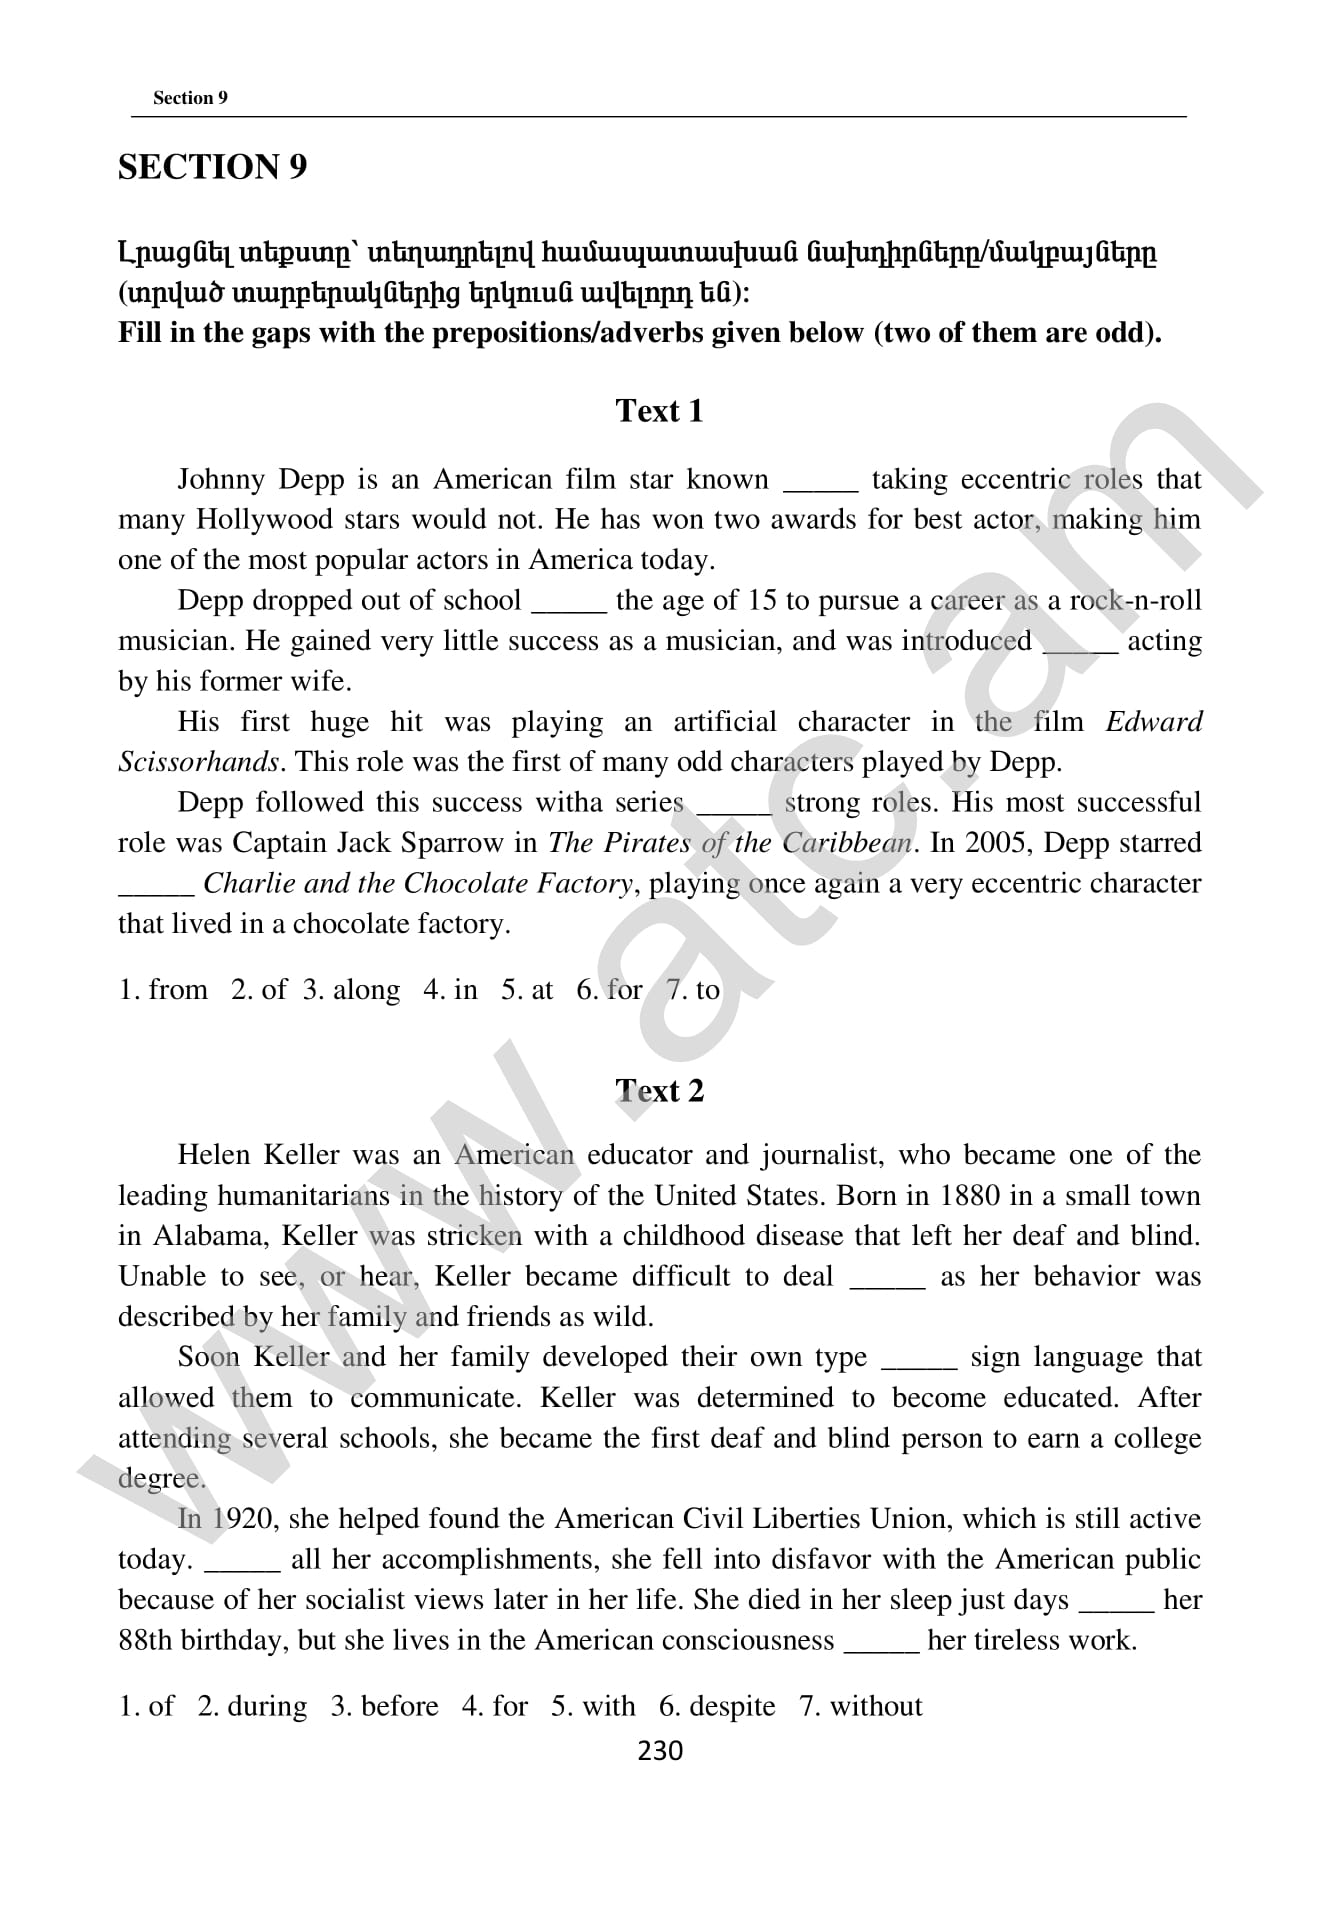 Section 9
SECTION 9
Լրացնել տեքստը՝ տեղադրելով համապատասխան նախդիրները/մակբայները
(տրված տարբերակներից երկուսն ավելորդ են):
Fill in the gaps with the prepositions/adverbs given below (two of them are odd).
Text 1
Johnny Depp is an American film star known _____ taking eccentric roles that
many Hollywood stars would not. He has won two awards for best actor, making him
one of the most popular actors in America today.
Depp dropped out of school _____ the age of 15 to pursue a career as a rock-n-roll
musician. He gained very little success as a musician, and was introduced _____ acting
by his former wife.
His first huge hit was playing an artificial character in the film Edward
Scissorhands. This role was the first of many odd characters played by Depp.
Depp followed this success witha series _____ strong roles. His most successful
role was Captain Jack Sparrow in The Pirates of the Caribbean. In 2005, Depp starred
_____ Charlie and the Chocolate Factory, playing once again a very eccentric character
that lived in a chocolate factory.
1. from 2. of 3. along 4. in 5. at 6. for 7. to
Text 2
Helen Keller was an American educator and journalist, who became one of the
leading humanitarians in the history of the United States. Born in 1880 in a small town
in Alabama, Keller was stricken with a childhood disease that left her deaf and blind.
Unable to see, or hear, Keller became difficult to deal _____ as her behavior was
described by her family and friends as wild.
Soon Keller and her family developed their own type _____ sign language that
allowed them to communicate. Keller was determined to become educated. After
attending several schools, she became the first deaf and blind person to earn a college
degree.
In 1920, she helped found the American Civil Liberties Union, which is still active
today. _____ all her accomplishments, she fell into disfavor with the American public
because of her socialist views later in her life. She died in her sleep just days _____ her
88th birthday, but she lives in the American consciousness _____ her tireless work.
1. of 2. during 3. before 4. for 5. with 6. despite 7. without
230
www.atc.am